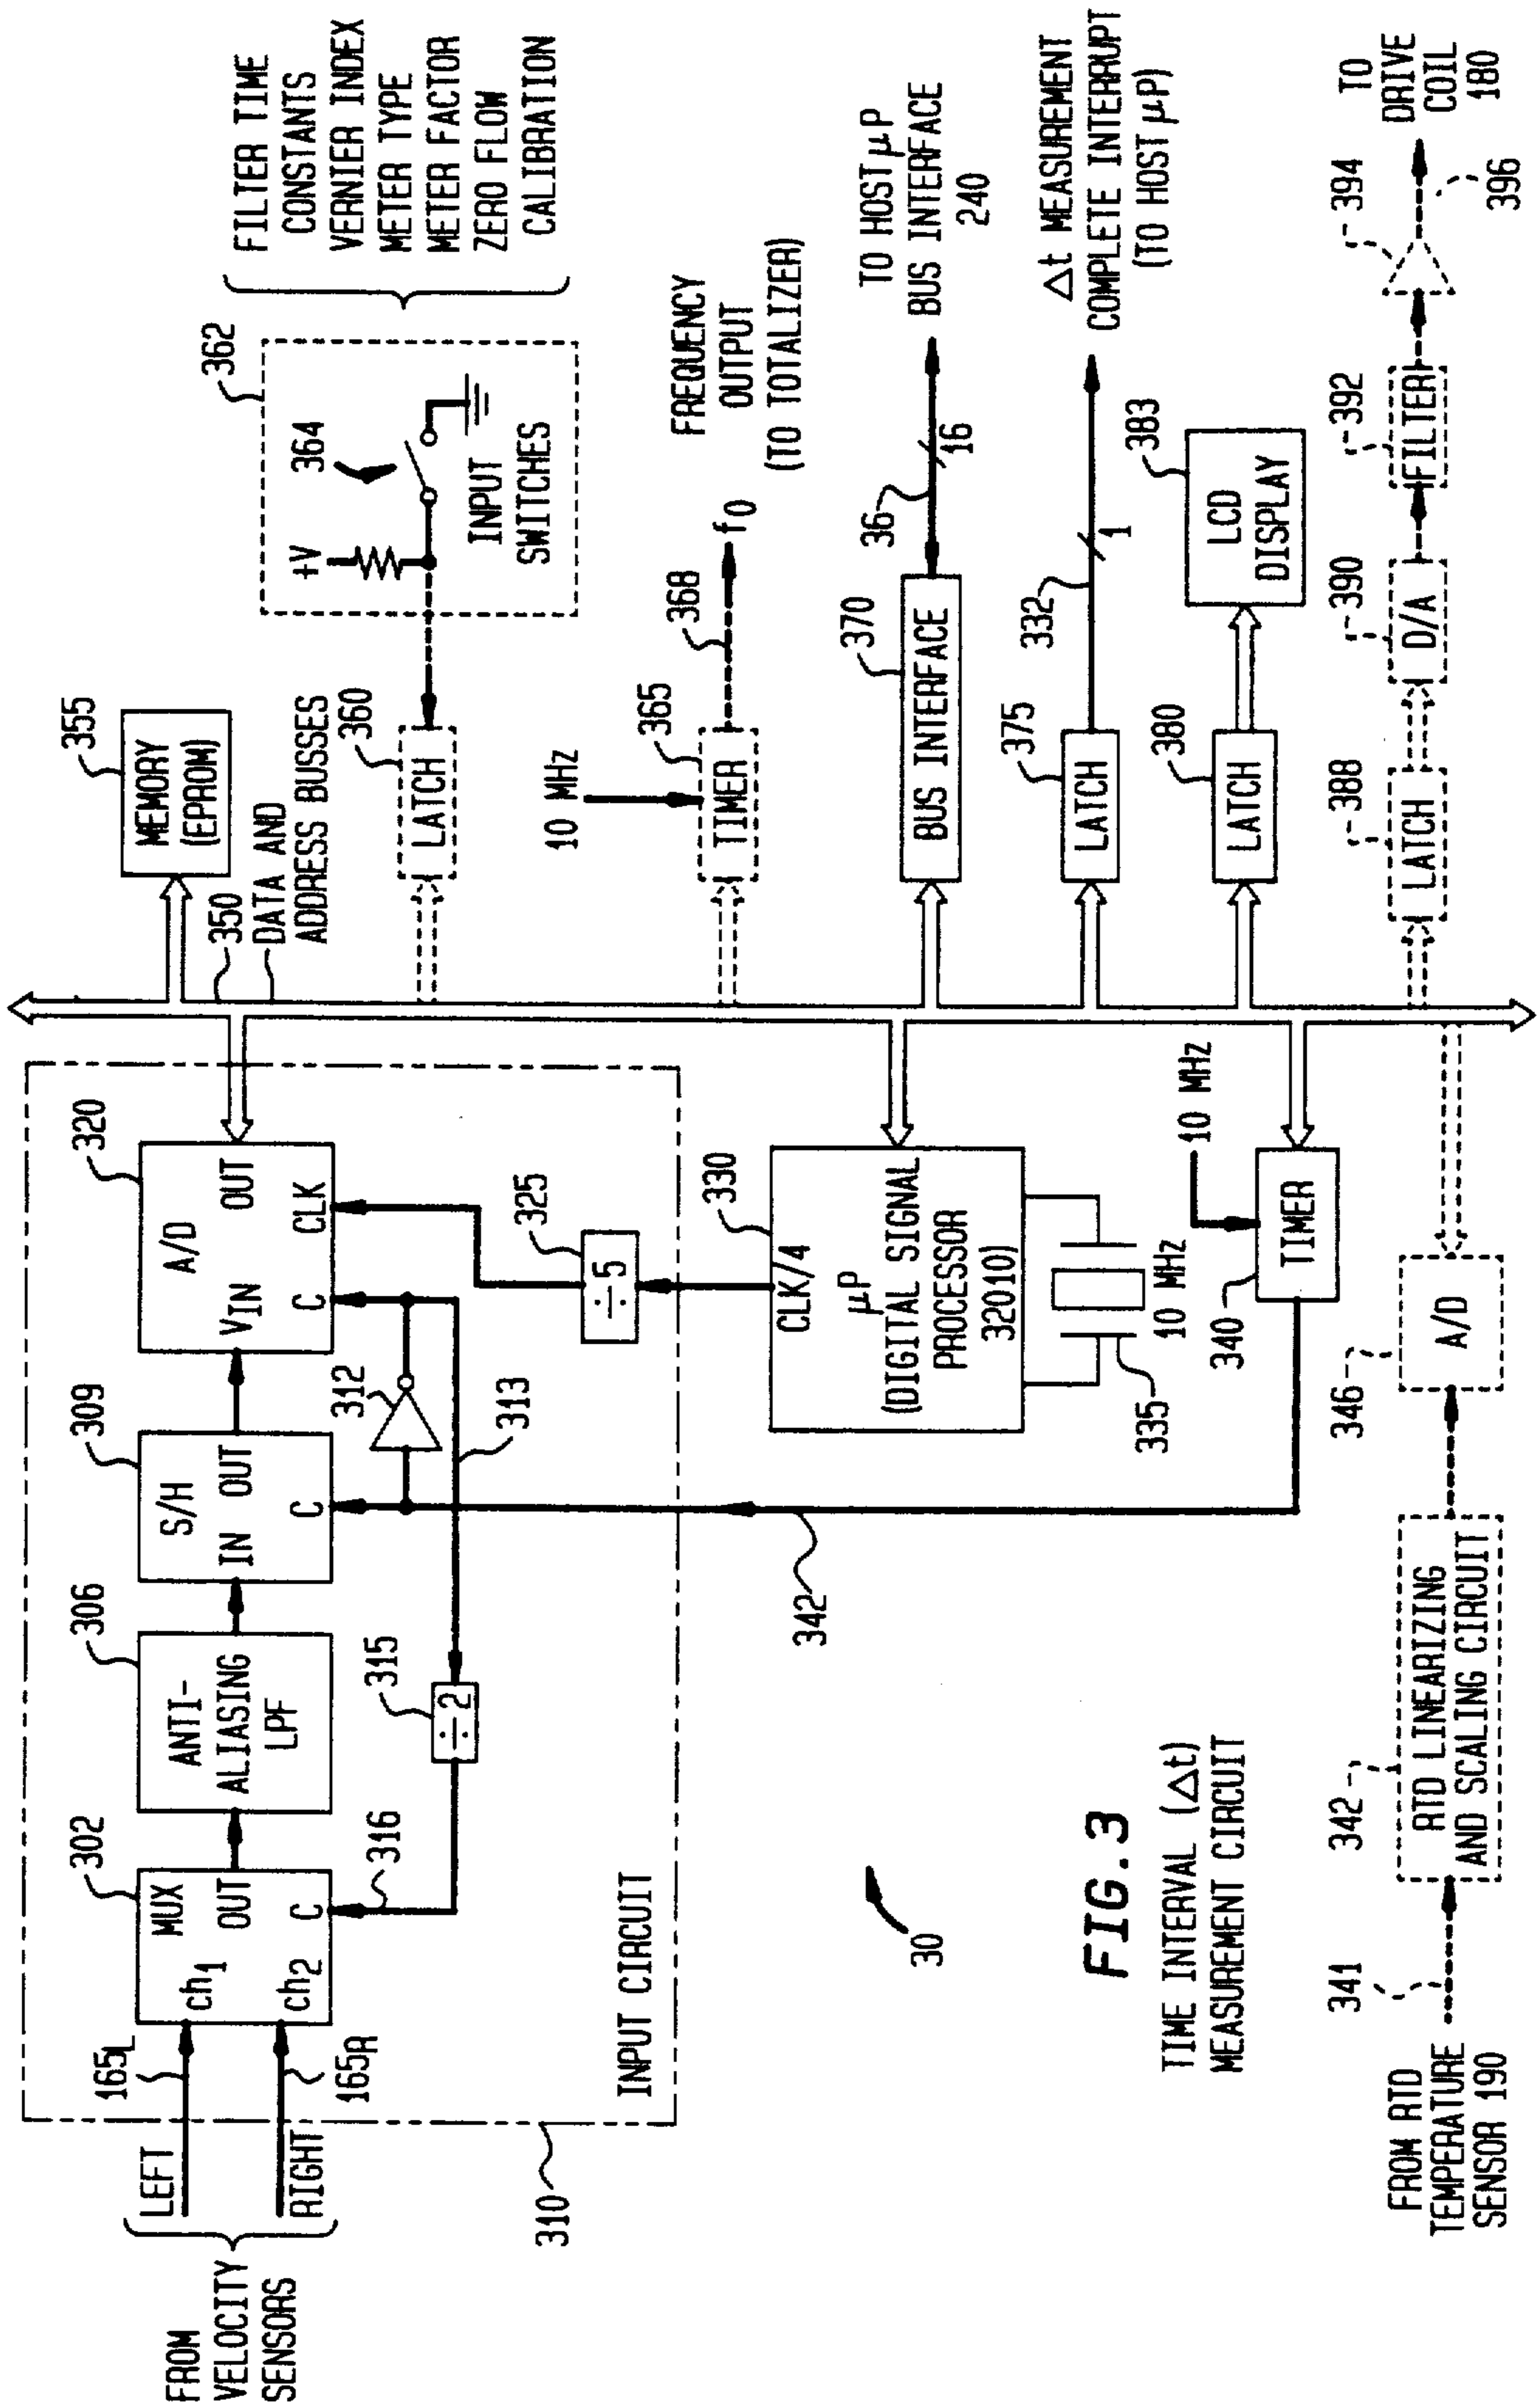 FROM
VELOCITY
SENSORS
LEFT
RIGHT
165L
165R
302
MUX
ch1
OUT
ch2
C
316
306
ANTI-
ALIASING
LPF
309
S/H
IN OUT
C
320
A/D
OUT
VIN
C
CLK
312
313
315
÷2
325
÷5
INPUT CIRCUIT
310
355
MEMORY
(EPROM)
350
DATA AND
ADDRESS BUSSES
360
LATCH
362
+V
364
INPUT
SWITCHES
FILTER TIME
CONSTANTS
VERNIER INDEX
METER TYPE
METER FACTOR
ZERO FLOW
CALIBRATION
10 MHz
365
TIMER
368
f0
FREQUENCY
OUTPUT
(TO TOTALIZER)
330
CLK/4
μP
(DIGITAL SIGNAL
PROCESSOR
32010)
10 MHz
335
342
370
BUS INTERFACE
36
16
TO HOST μP
BUS INTERFACE
240
375
LATCH
332
1
Δt MEASUREMENT
COMPLETE INTERRUPT
(TO HOST μP)
10 MHz
340
TIMER
380
LATCH
383
LCD
DISPLAY
30
FIG.3
TIME INTERVAL (Δt)
MEASUREMENT CIRCUIT
FROM RTD
TEMPERATURE
SENSOR 190
341
342
RTD LINEARIZING
AND SCALING CIRCUIT
346
A/D
388
LATCH
390
D/A
392
FILTER
394
396
TO
DRIVE
COIL
180